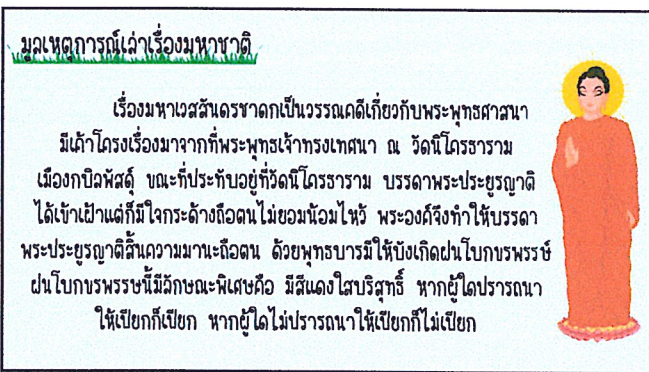 มูลเหตุการณ์เล่าเรื่องมหาชาติ
เรื่องมหาเวสสันดรชาดกเป็นวรรณคดีเกี่ยวกับพระพุทธศาสนา
มีเค้าโครงเรื่องมาจากที่พระพุทธเจ้าทรงเทศนา ณ วัดนิโครธาราม
เมืองกบิลพัสดุ์ ขณะที่ประทับอยู่ที่วัดนิโครธาราม บรรดาพระประยูรญาติ
ได้เข้าเฝ้าแต่ก็มีใจกระด้างถือตนไม่ยอมน้อมไหว้ พระองค์จึงทำให้บรรดา
พระประยูรญาติสิ้นความมานะถือตน ด้วยพุทธบารมีให้บังเกิดฝนโบกขรพรรษ์
ฝนโบกขรพรรษนี้มีลักษณะพิเศษคือ มีสีแดงใสบริสุทธิ์ หากผู้ใดปรารถนา
ให้เปียกก็เปียก หากผู้ใดไม่ปรารถนาให้เปียกก็ไม่เปียก